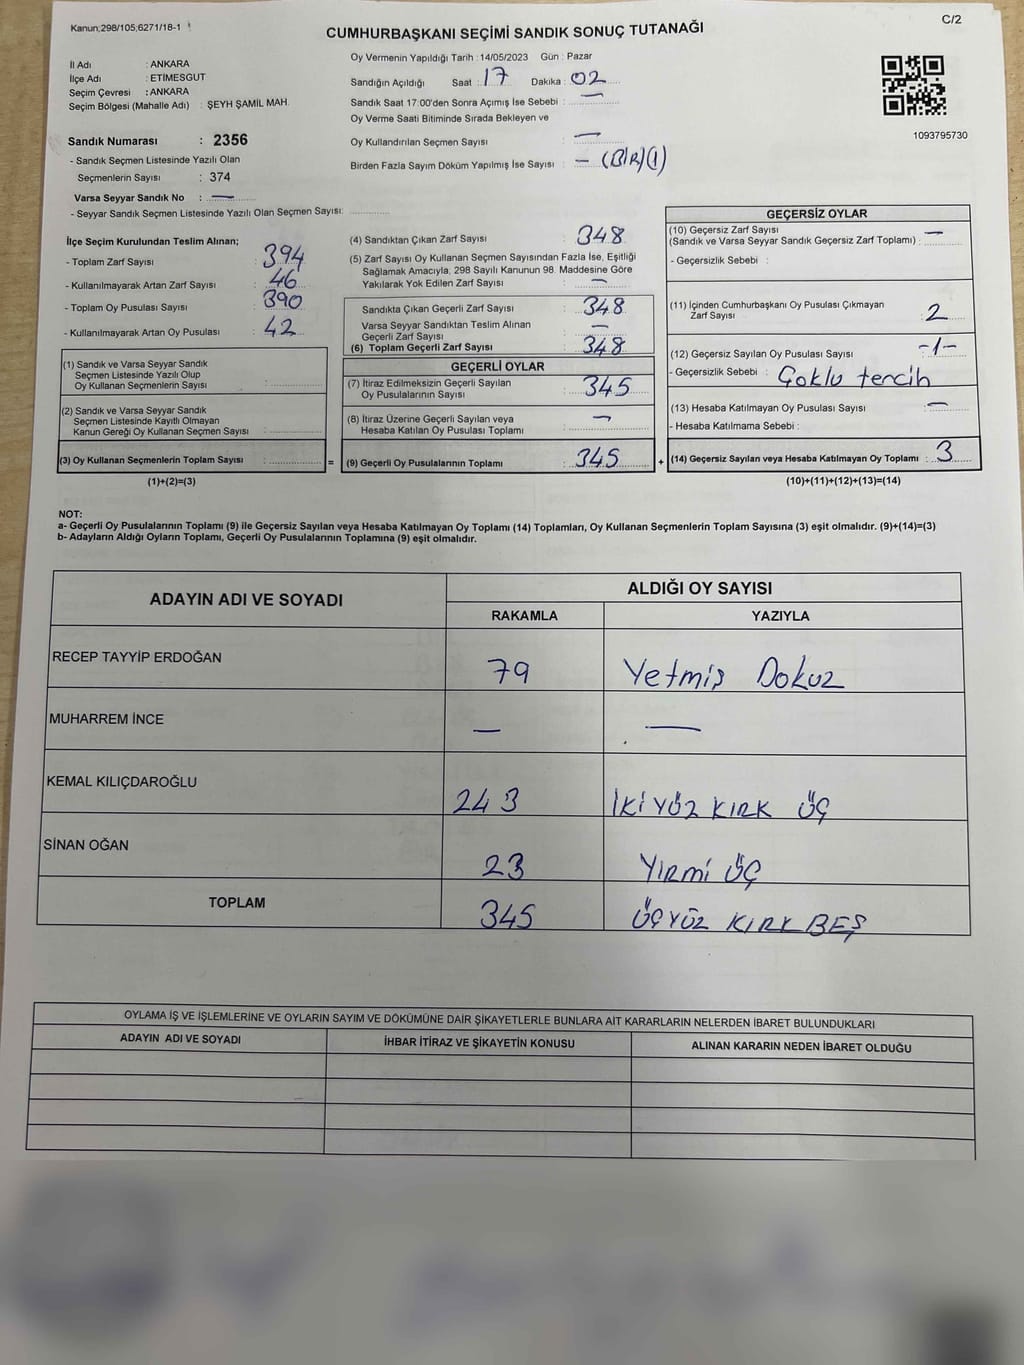 Kanun;298/105;6271/18-1
C/2
CUMHURBAŞKANI SEÇİMİ SANDIK SONUÇ TUTANAĞI
İl Adı : ANKARA
İlçe Adı : ETİMESGUT
Seçim Çevresi : ANKARA
Seçim Bölgesi (Mahalle Adı) : ŞEYH ŞAMİL MAH.
Sandık Numarası : 2356
- Sandık Seçmen Listesinde Yazılı Olan
Seçmenlerin Sayısı : 374
Varsa Seyyar Sandık No : —
- Seyyar Sandık Seçmen Listesinde Yazılı Olan Seçmen Sayısı:
Oy Vermenin Yapıldığı Tarih : 14/05/2023 Gün : Pazar
Sandığın Açıldığı Saat : 17 Dakika : 02
Sandık Saat 17:00'den Sonra Açımış İse Sebebi : —
Oy Verme Saati Bitiminde Sırada Bekleyen ve
Oy Kullandırılan Seçmen Sayısı : —
Birden Fazla Sayım Döküm Yapılmış İse Sayısı : — (BİR)(1)
1093795730
İlçe Seçim Kurulundan Teslim Alınan;
- Toplam Zarf Sayısı : 394
- Kullanılmayarak Artan Zarf Sayısı : 46
- Toplam Oy Pusulası Sayısı : 390
- Kullanılmayarak Artan Oy Pusulası : 42
(1) Sandık ve Varsa Seyyar Sandık
Seçmen Listesinde Yazılı Olup
Oy Kullanan Seçmenlerin Sayısı :
(2) Sandık ve Varsa Seyyar Sandık
Seçmen Listesinde Kayıtlı Olmayan
Kanun Gereği Oy Kullanan Seçmen Sayısı :
(3) Oy Kullanan Seçmenlerin Toplam Sayısı : =
(1)+(2)=(3)
(4) Sandıktan Çıkan Zarf Sayısı : 348
(5) Zarf Sayısı Oy Kullanan Seçmen Sayısından Fazla İse, Eşitliği
Sağlamak Amacıyla, 298 Sayılı Kanunun 98. Maddesine Göre
Yakılarak Yok Edilen Zarf Sayısı : —
Sandıkta Çıkan Geçerli Zarf Sayısı : 348
Varsa Seyyar Sandıktan Teslim Alınan
Geçerli Zarf Sayısı : —
(6) Toplam Geçerli Zarf Sayısı : 348
GEÇERLİ OYLAR
(7) İtiraz Edilmeksizin Geçerli Sayılan
Oy Pusulalarının Sayısı : 345
(8) İtiraz Üzerine Geçerli Sayılan veya
Hesaba Katılan Oy Pusulası Toplamı : —
(9) Geçerli Oy Pusulalarının Toplamı : 345 +
GEÇERSİZ OYLAR
(10) Geçersiz Zarf Sayısı
(Sandık ve Varsa Seyyar Sandık Geçersiz Zarf Toplamı) : —
- Geçersizlik Sebebi :
(11) İçinden Cumhurbaşkanı Oy Pusulası Çıkmayan
Zarf Sayısı : 2
(12) Geçersiz Sayılan Oy Pusulası Sayısı : -1-
- Geçersizlik Sebebi : Çoklu tercih
(13) Hesaba Katılmayan Oy Pusulası Sayısı : —
- Hesaba Katılmama Sebebi :
(14) Geçersiz Sayılan veya Hesaba Katılmayan Oy Toplamı : 3
(10)+(11)+(12)+(13)=(14)
NOT:
a- Geçerli Oy Pusulalarının Toplamı (9) ile Geçersiz Sayılan veya Hesaba Katılmayan Oy Toplamı (14) Toplamları, Oy Kullanan Seçmenlerin Toplam Sayısına (3) eşit olmalıdır. (9)+(14)=(3)
b- Adayların Aldığı Oyların Toplamı, Geçerli Oy Pusulalarının Toplamına (9) eşit olmalıdır.
ADAYIN ADI VE SOYADI ALDIĞI OY SAYISI
RAKAMLA YAZIYLA
RECEP TAYYİP ERDOĞAN 79 Yetmiş Dokuz
MUHARREM İNCE — —
KEMAL KILIÇDAROĞLU 243 İKİ YÜZ KIRK ÜÇ
SİNAN OĞAN 23 YİRMİ ÜÇ
TOPLAM 345 ÜÇYÜZ KIRK BEŞ
OYLAMA İŞ VE İŞLEMLERİNE VE OYLARIN SAYIM VE DÖKÜMÜNE DAİR ŞİKAYETLERLE BUNLARA AİT KARARLARIN NELERDEN İBARET BULUNDUKLARI
ADAYIN ADI VE SOYADI İHBAR İTİRAZ VE ŞİKAYETİN KONUSU ALINAN KARARIN NEDEN İBARET OLDUĞU